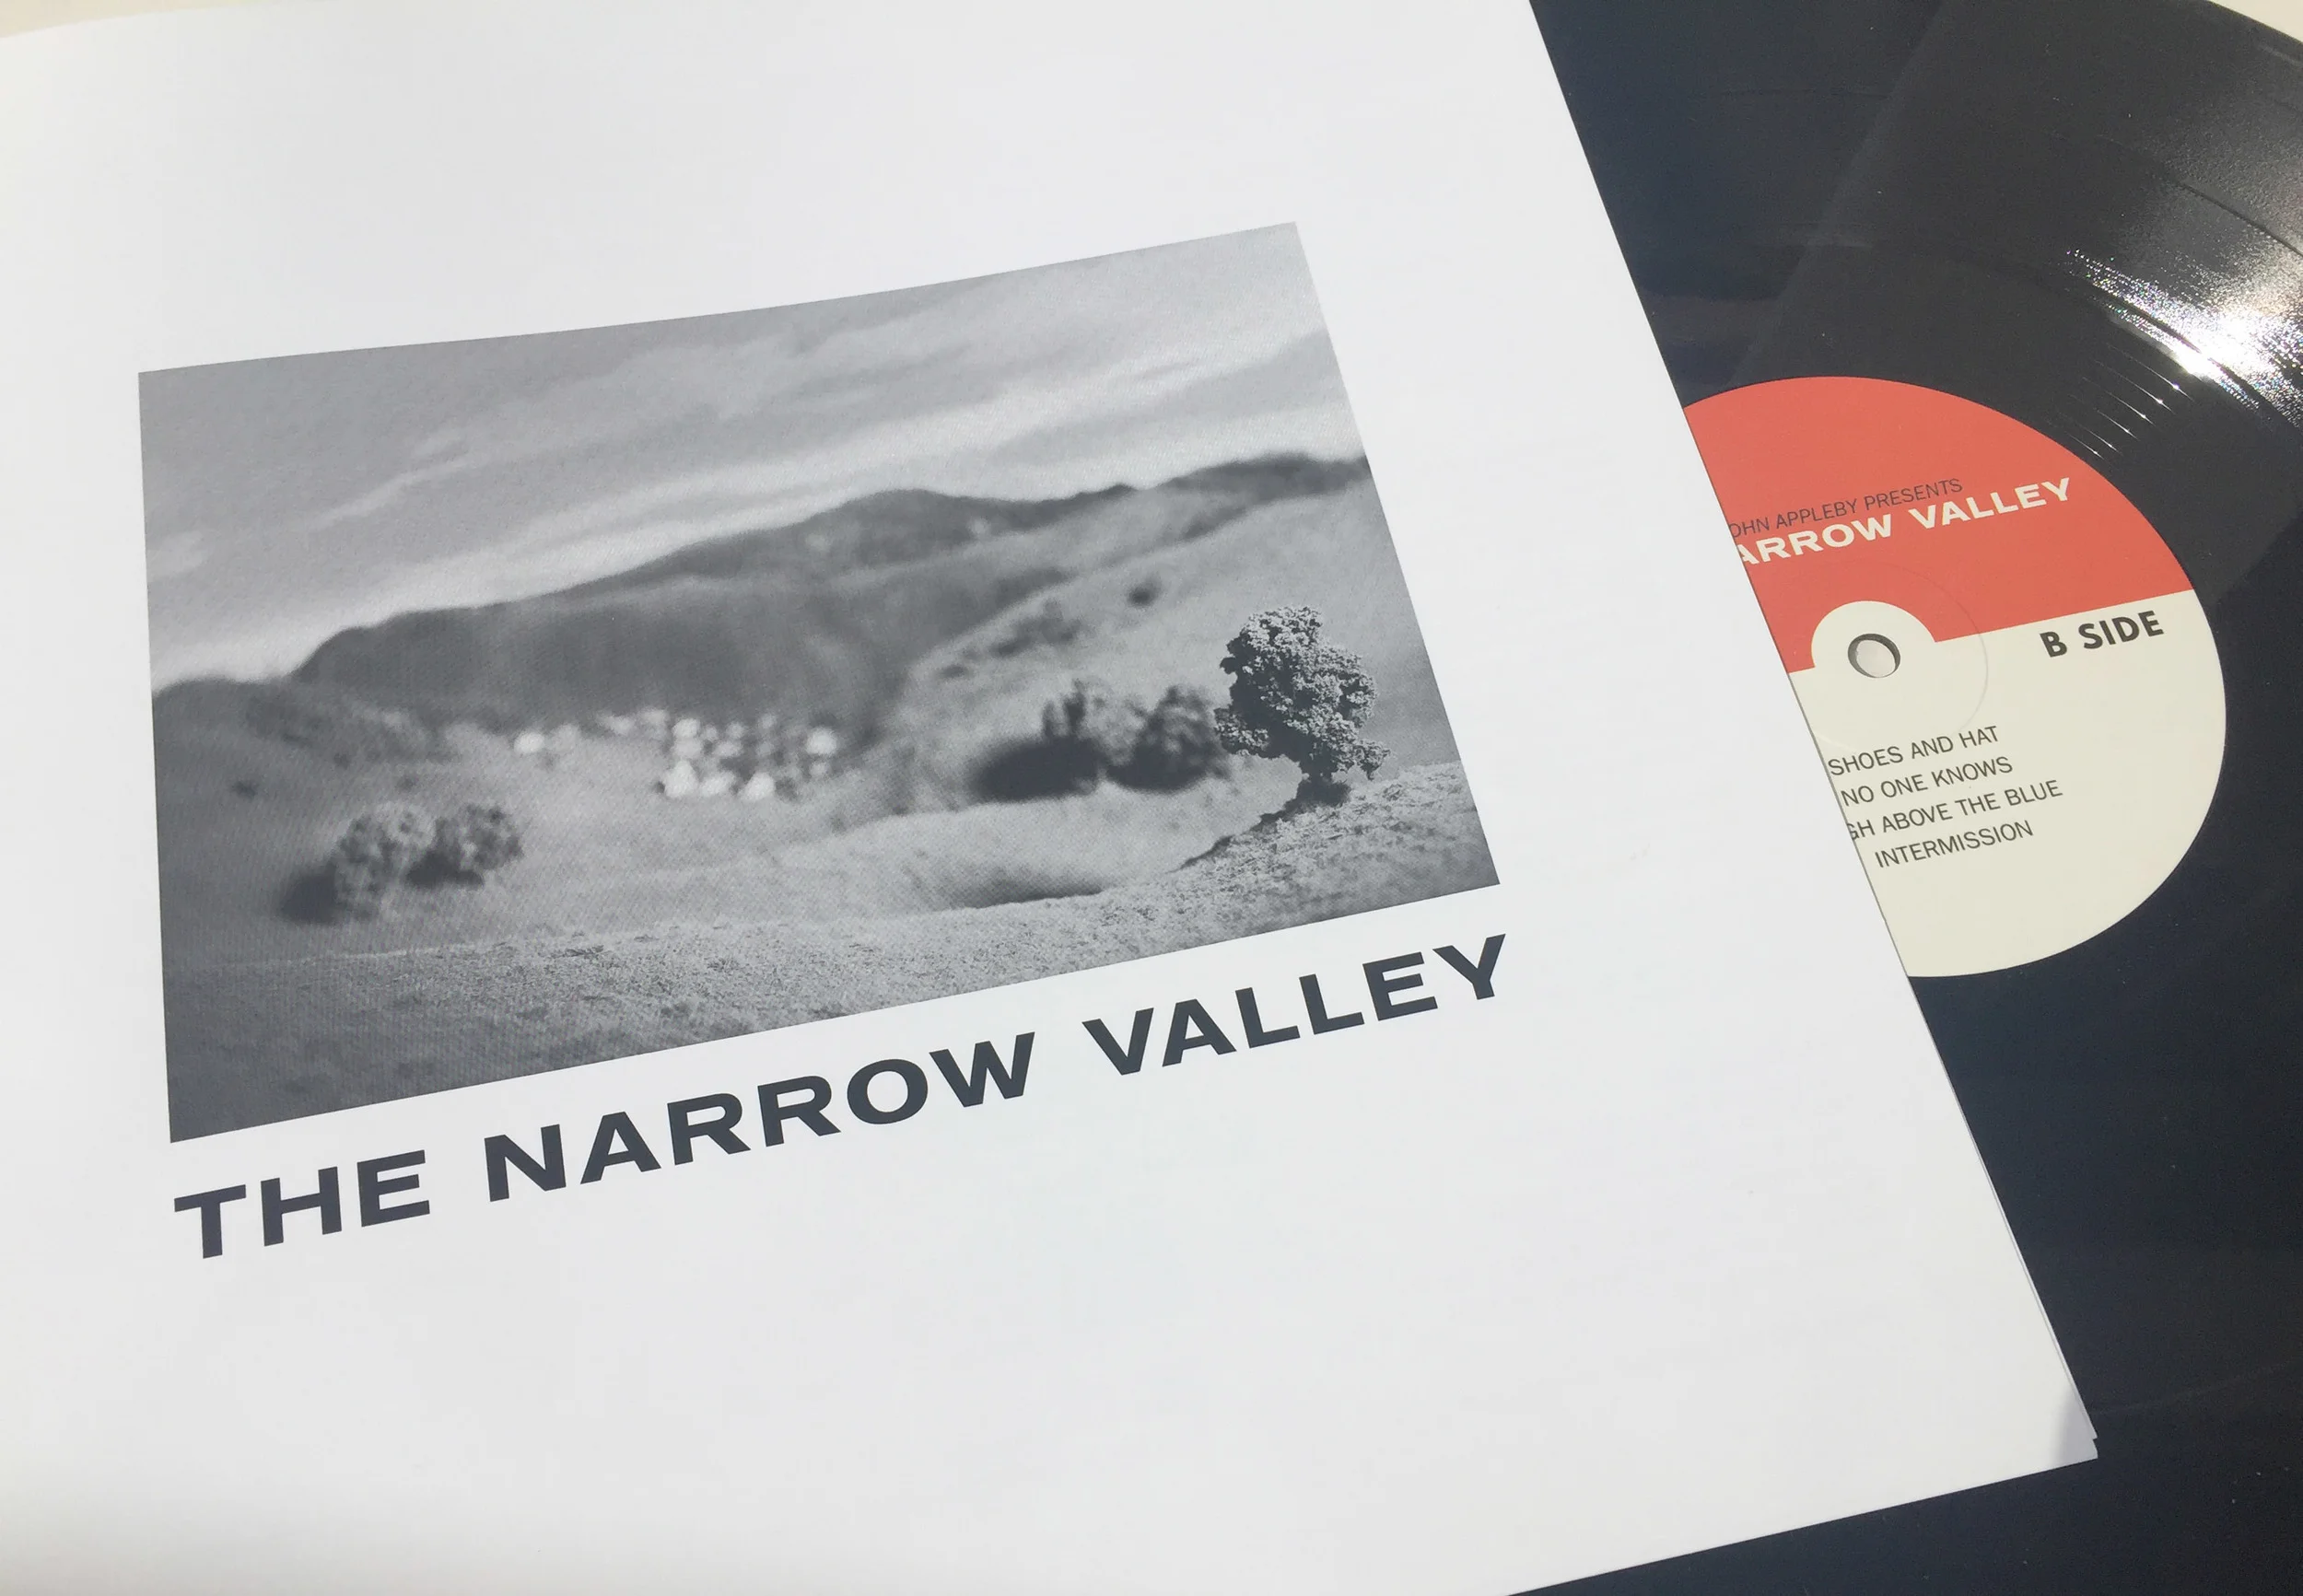 THE NARROW VALLEY
OHN APPLEBY PRESENTS
ARROW VALLEY
B SIDE
SHOES AND HAT
NO ONE KNOWS
GH ABOVE THE BLUE
INTERMISSION